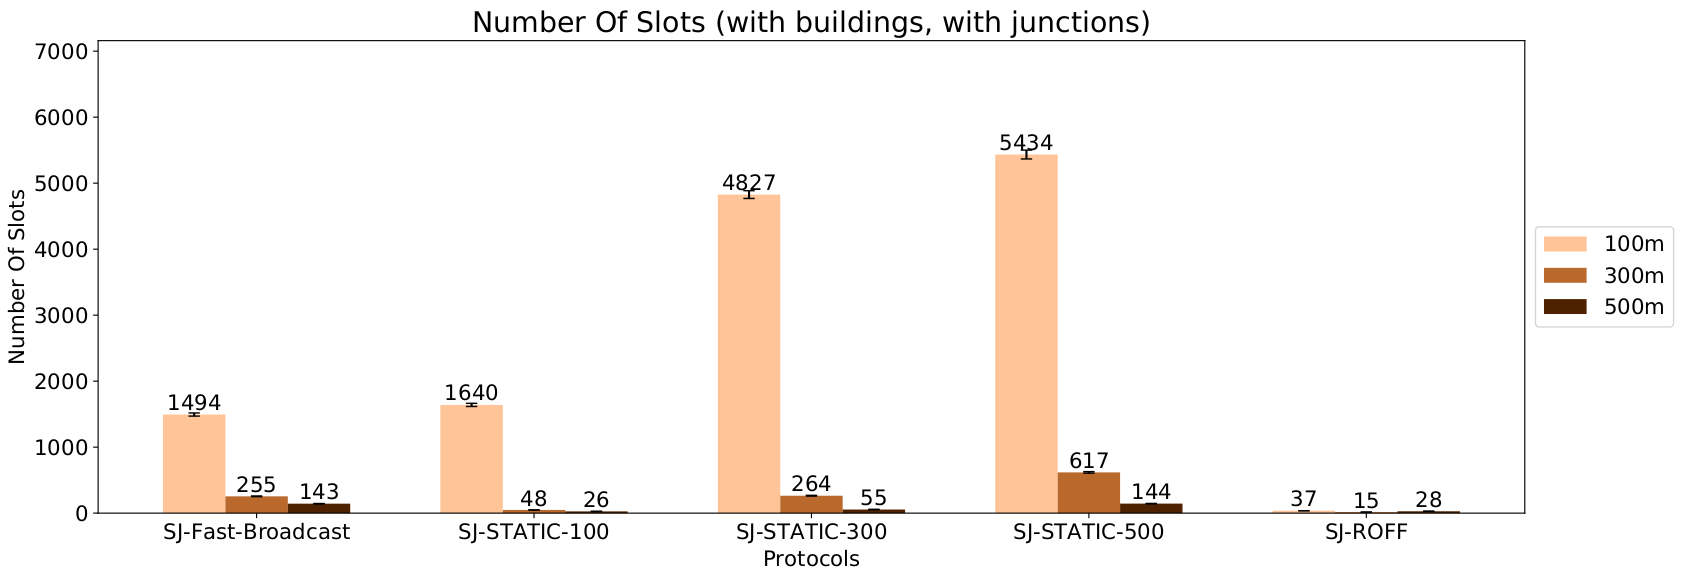 Number Of Slots (with buildings, with junctions)
7000
6000
5000
4000
3000
2000
1000
0
Number Of Slots
1494
255
143
1640
48
26
4827
264
55
5434
617
144
37
15
28
SJ-Fast-Broadcast
SJ-STATIC-100
SJ-STATIC-300
SJ-STATIC-500
SJ-ROFF
Protocols
100m
300m
500m